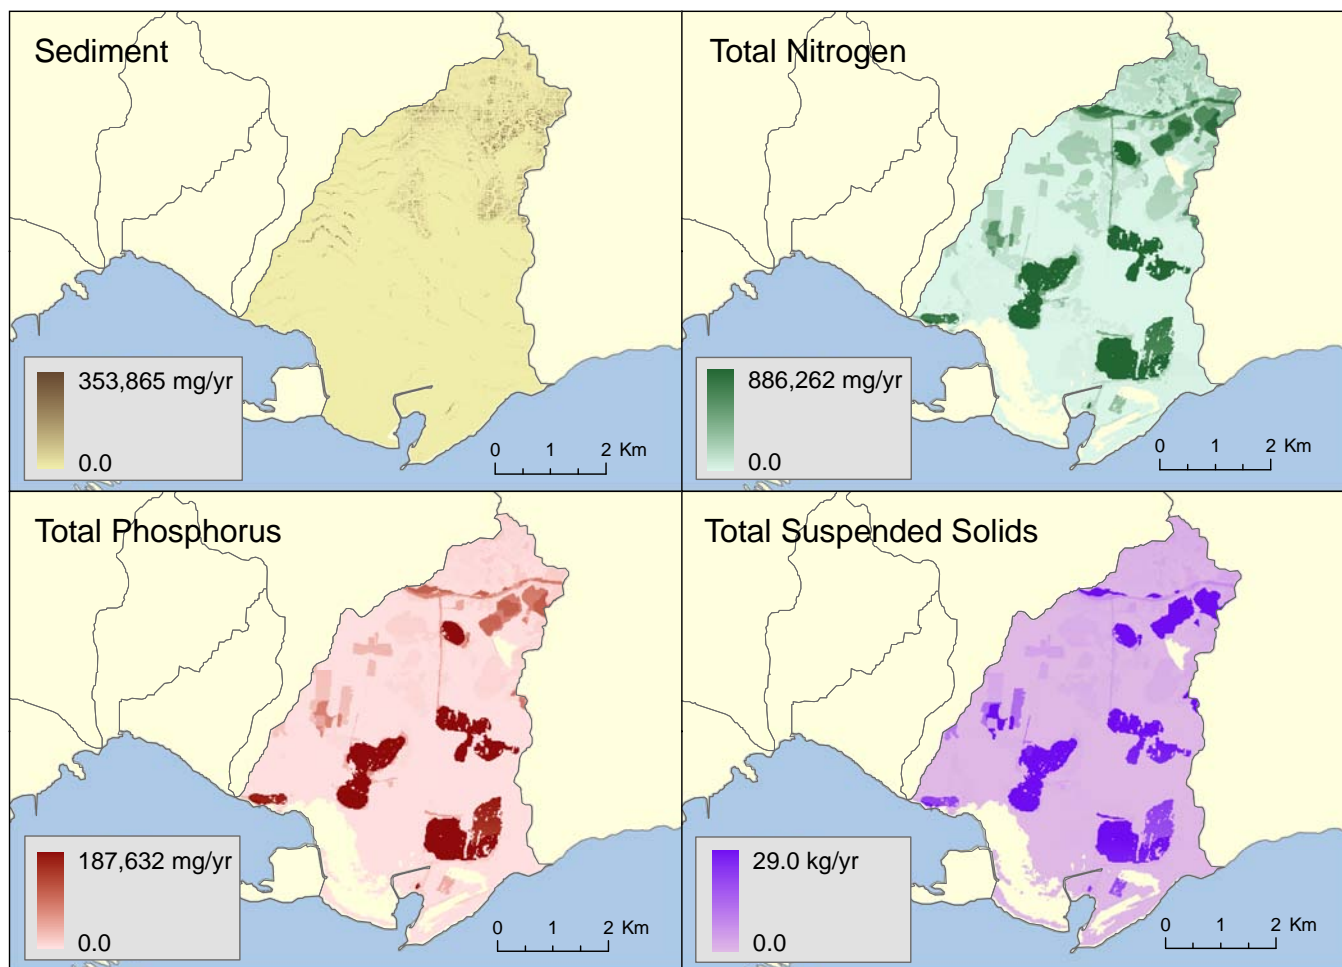 Sediment
353,865 mg/yr
0.0
0 1 2 Km
Total Nitrogen
886,262 mg/yr
0.0
0 1 2 Km
Total Phosphorus
187,632 mg/yr
0.0
0 1 2 Km
Total Suspended Solids
29.0 kg/yr
0.0
0 1 2 Km